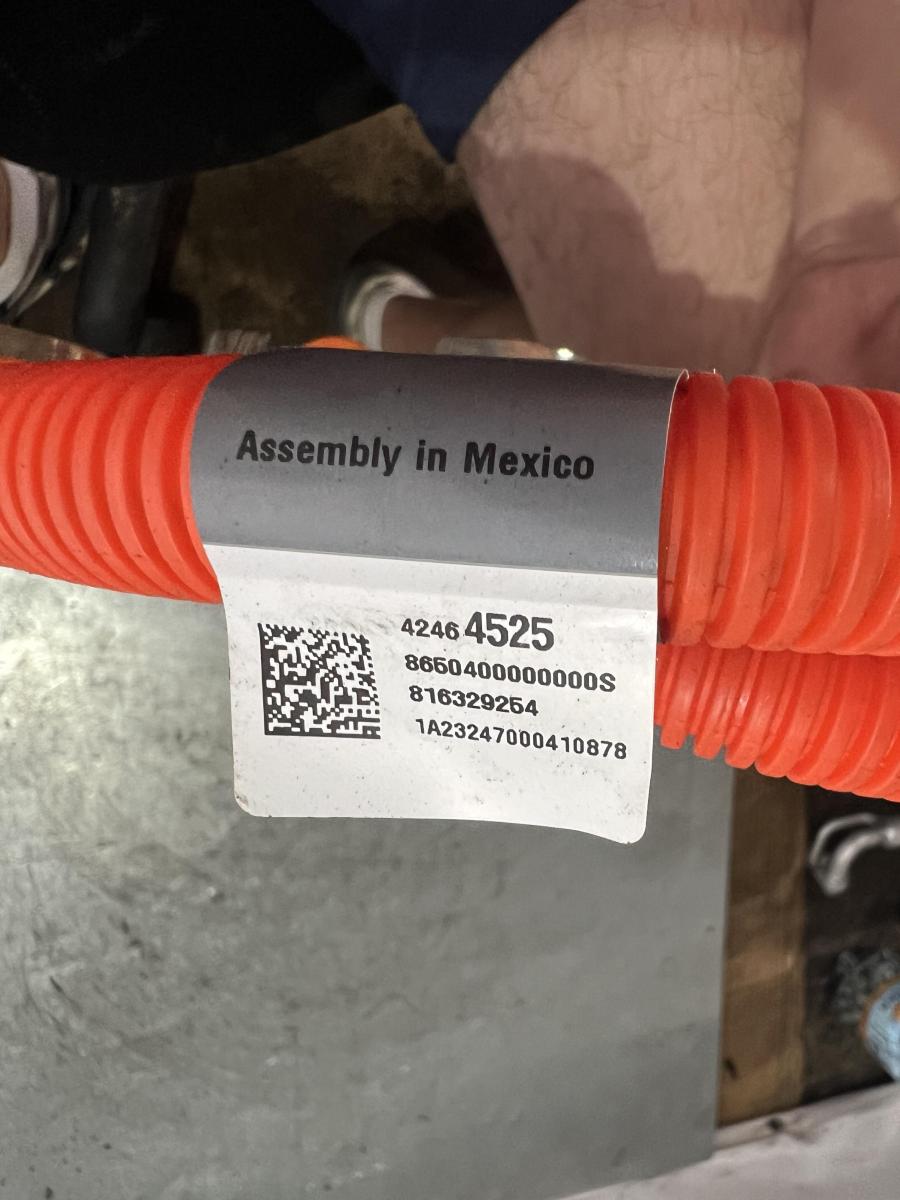 Assembly in Mexico
4246 4525
8650400000000S
816329254
1A23247000410878